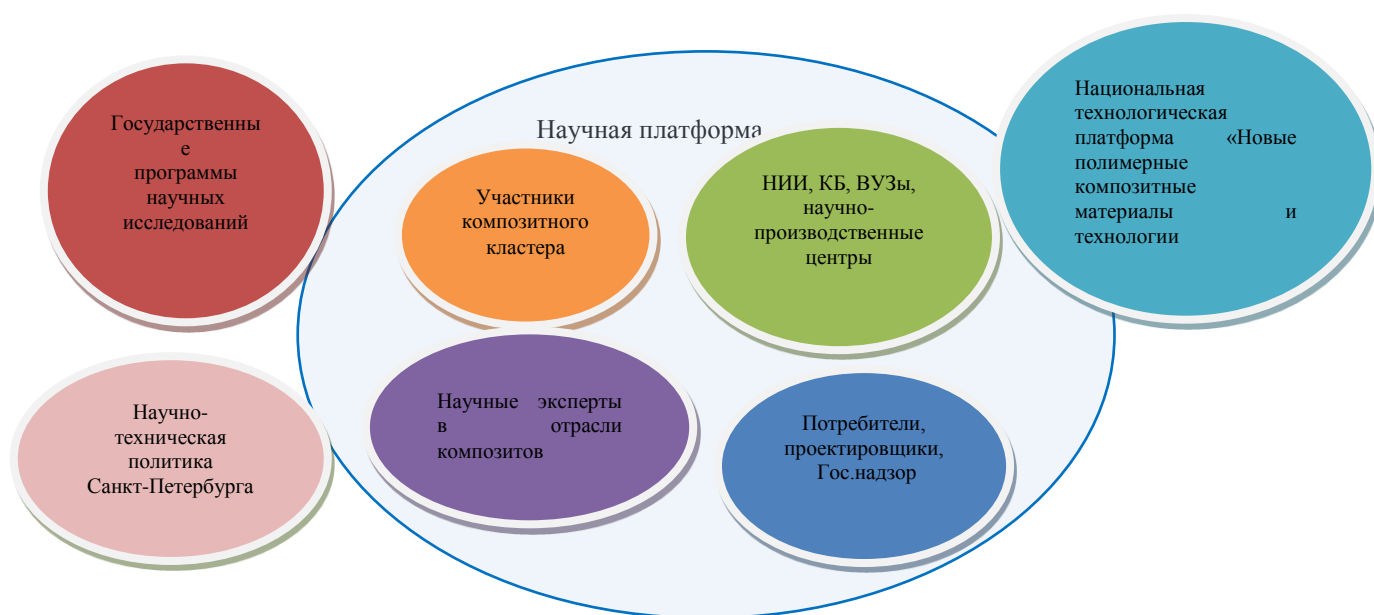 Государственны
е
программы
научных
исследований
Научная платформа
Участники
композитного
кластера
НИИ, КБ, ВУЗы,
научно-
производственные
центры
Национальная
технологическая
платформа «Новые
полимерные
композитные
материалы и
технологии
Научно-
техническая
политика
Санкт-Петербурга
Научные эксперты
в отрасли
композитов
Потребители,
проектировщики,
Гос.надзор